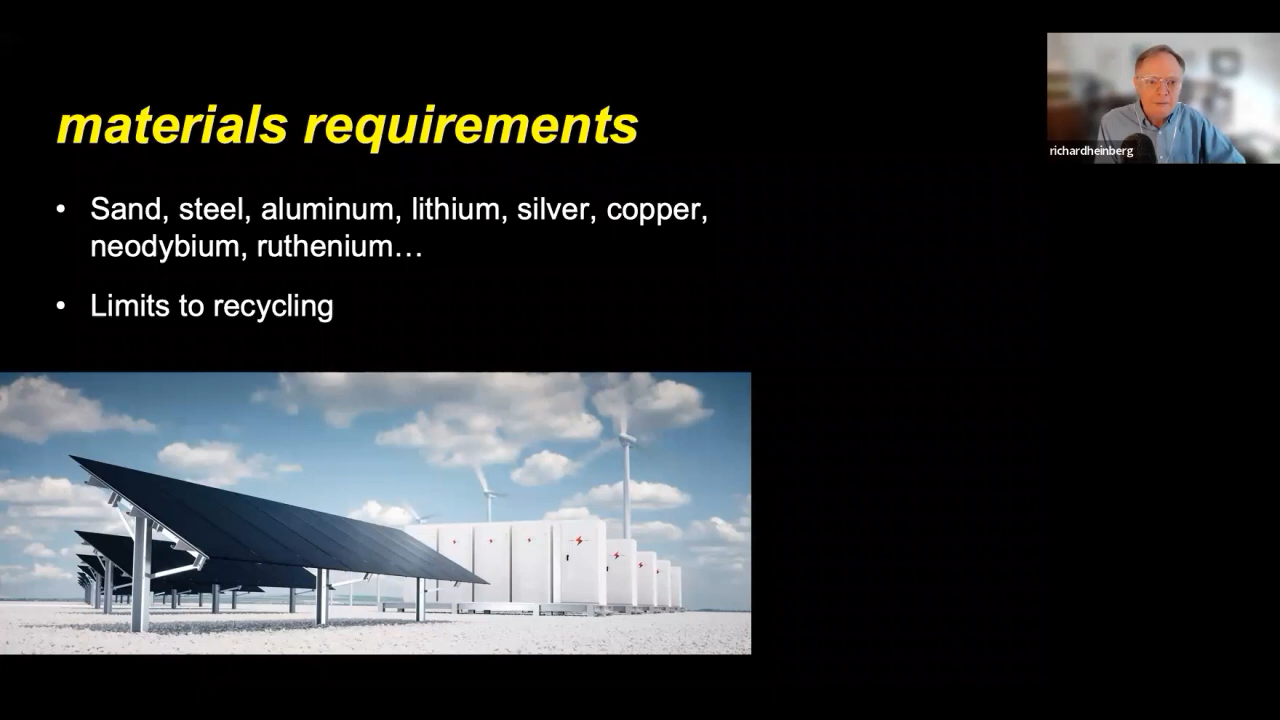 materials requirements
richardheinberg
• Sand, steel, aluminum, lithium, silver, copper,
neodybium, ruthenium…
• Limits to recycling